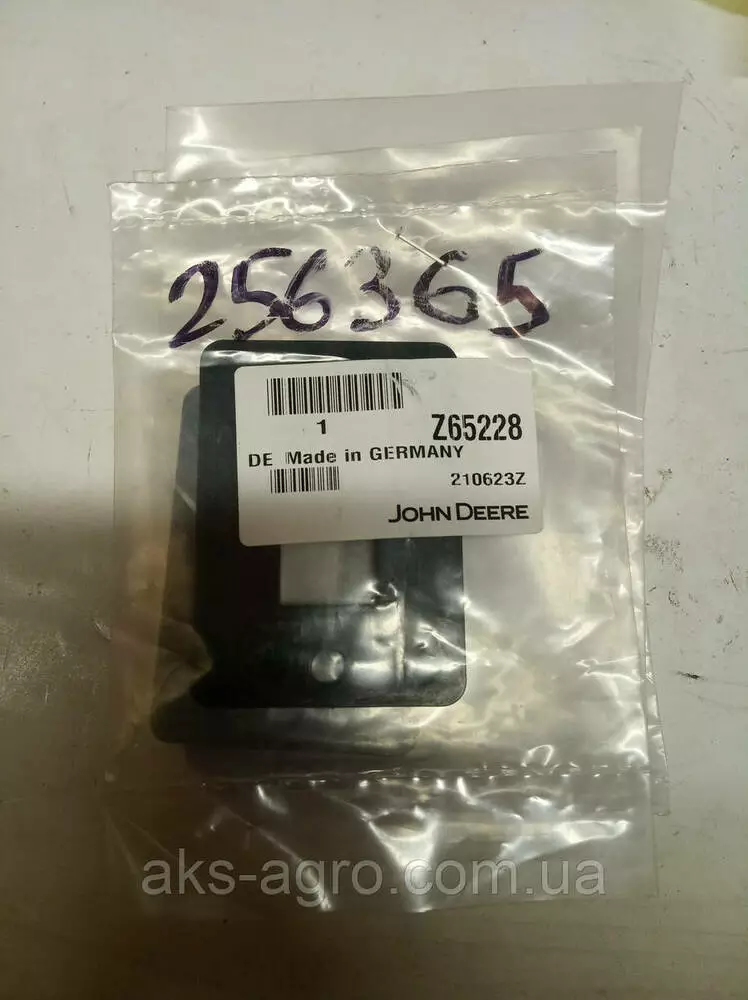 256365
1 Z65228
DE Made in GERMANY
210623Z
JOHN DEERE
aks-agro.com.ua